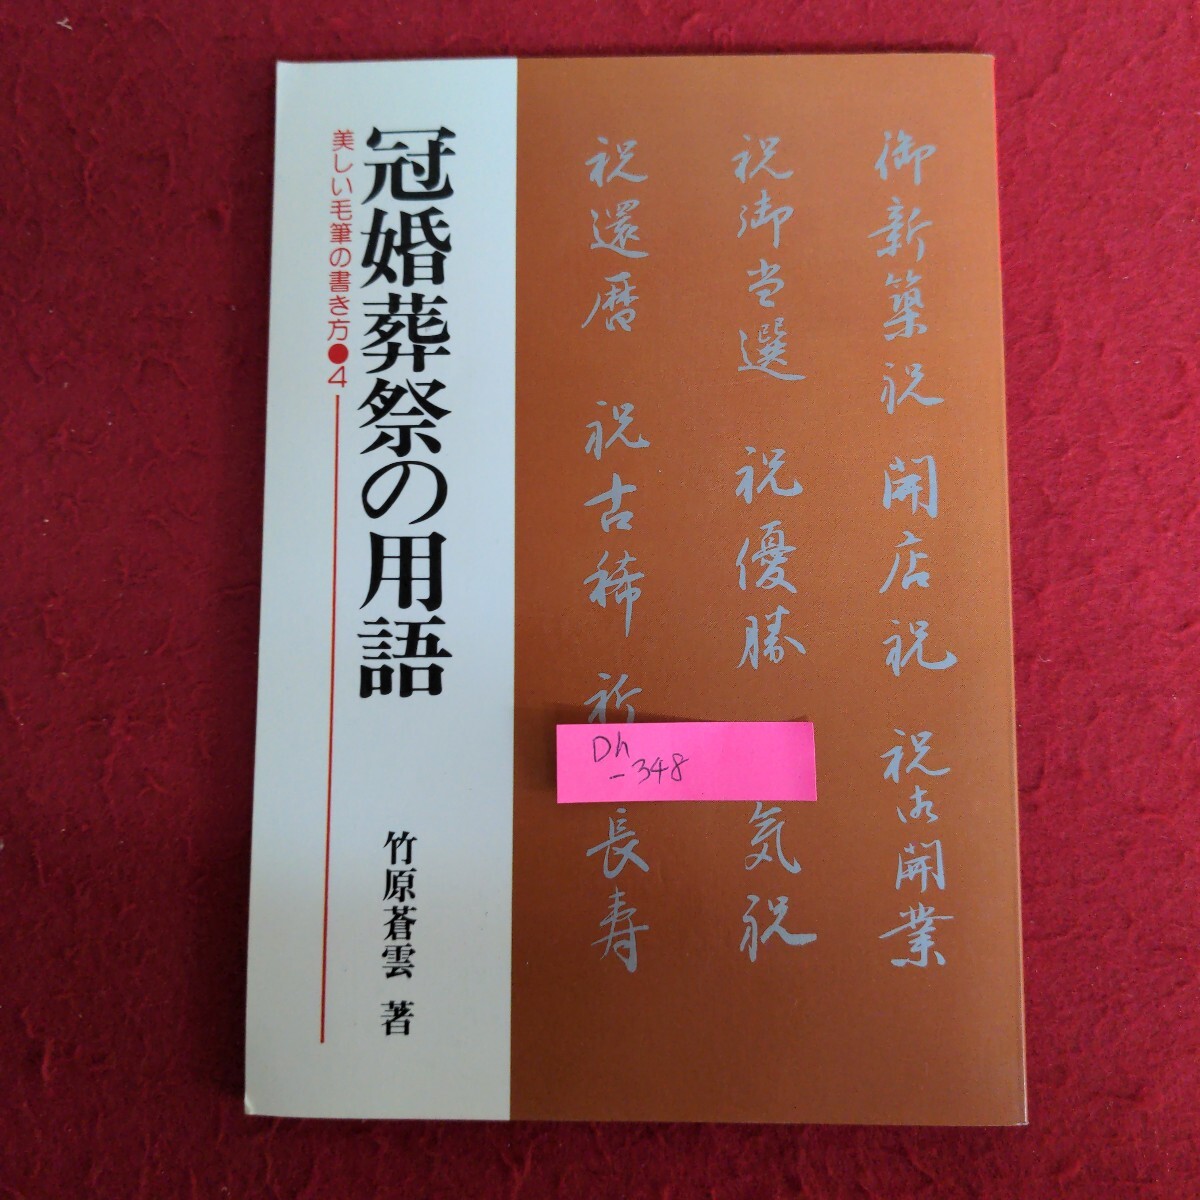 御新築祝 開店祝 祝御開業
祝御当選 祝優勝 気祝
祝還暦 祝古稀 祈 長寿
冠婚葬祭の用語
美しい毛筆の書き方●4
竹原蒼雲 著
Dh
-348